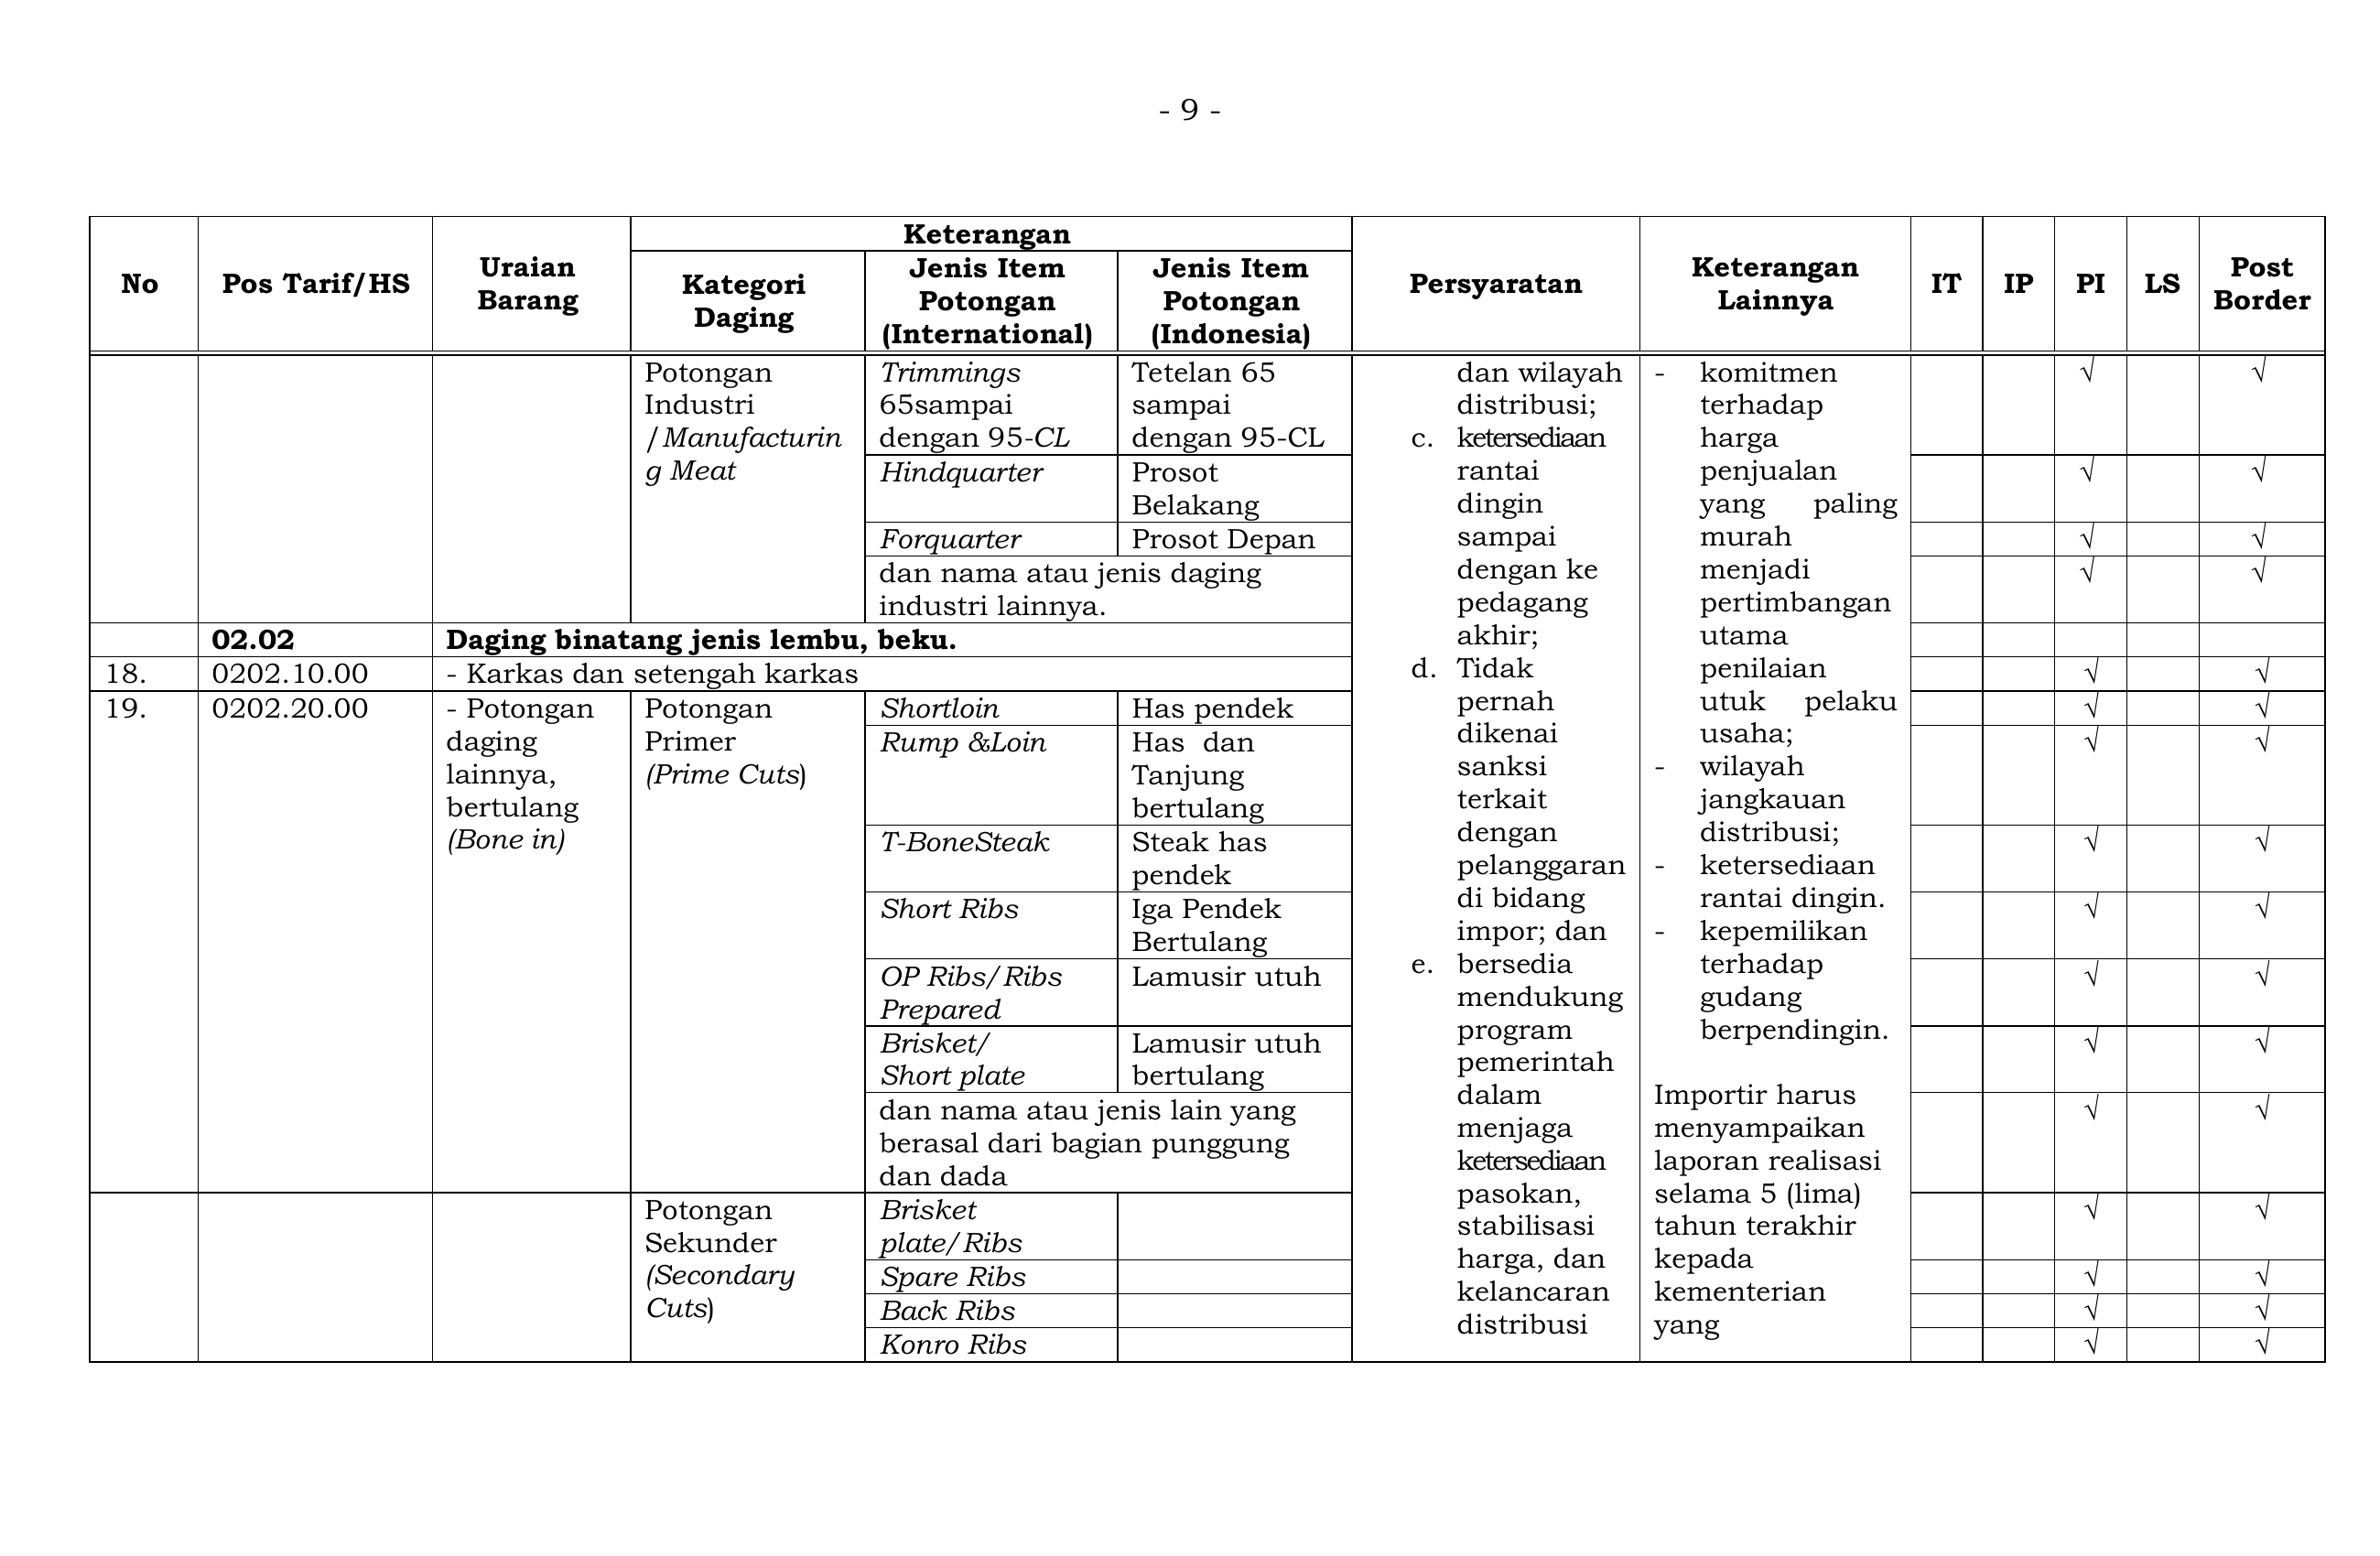 - 9 -
Keterangan
No
Pos Tarif/HS
Uraian
Barang
Kategori
Daging
Jenis Item
Potongan
(International)
Jenis Item
Potongan
(Indonesia)
Persyaratan
Keterangan
Lainnya
IT
IP
PI
LS
Post
Border
Potongan
Industri
/Manufacturin
g Meat
Trimmings
65sampai
dengan 95-CL
Tetelan 65
sampai
dengan 95-CL
√
√
Hindquarter
Prosot
Belakang
√
√
Forquarter
Prosot Depan
√
√
dan nama atau jenis daging
industri lainnya.
√
√
02.02
Daging binatang jenis lembu, beku.
18.
0202.10.00
- Karkas dan setengah karkas
√
√
19.
0202.20.00
- Potongan
daging
lainnya,
bertulang
(Bone in)
Potongan
Primer
(Prime Cuts)
Shortloin
Has pendek
√
√
Rump &Loin
Has dan
Tanjung
bertulang
√
√
T-BoneSteak
Steak has
pendek
√
√
Short Ribs
Iga Pendek
Bertulang
√
√
OP Ribs/Ribs
Prepared
Lamusir utuh
√
√
Brisket/
Short plate
Lamusir utuh
bertulang
√
√
dan nama atau jenis lain yang
berasal dari bagian punggung
dan dada
√
√
Potongan
Sekunder
(Secondary
Cuts)
Brisket
plate/Ribs
√
√
Spare Ribs
√
√
Back Ribs
√
√
Konro Ribs
√
√
dan wilayah
distribusi;
c. ketersediaan
rantai
dingin
sampai
dengan ke
pedagang
akhir;
d. Tidak
pernah
dikenai
sanksi
terkait
dengan
pelanggaran
di bidang
impor; dan
e. bersedia
mendukung
program
pemerintah
dalam
menjaga
ketersediaan
pasokan,
stabilisasi
harga, dan
kelancaran
distribusi
- komitmen
terhadap
harga
penjualan
yang paling
murah
menjadi
pertimbangan
utama
penilaian
utuk pelaku
usaha;
- wilayah
jangkauan
distribusi;
- ketersediaan
rantai dingin.
- kepemilikan
terhadap
gudang
berpendingin.
Importir harus
menyampaikan
laporan realisasi
selama 5 (lima)
tahun terakhir
kepada
kementerian
yang